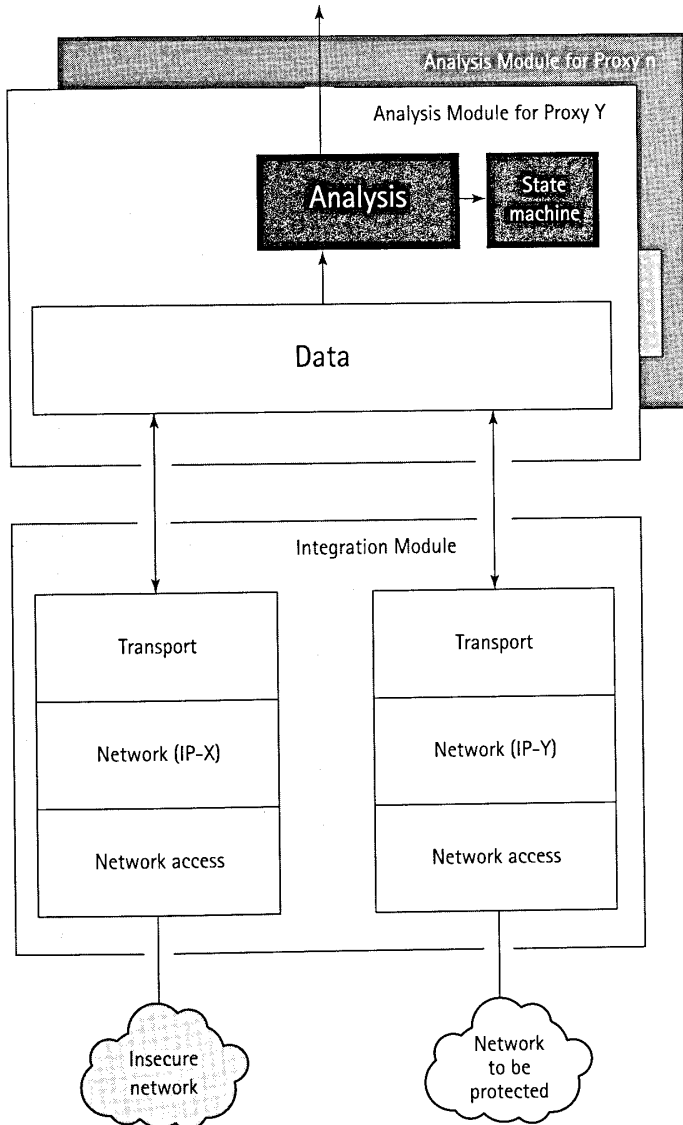 Analysis Module for Proxy n
Analysis Module for Proxy Y
Analysis
State
machine
Data
Integration Module
Transport
Transport
Network (IP-X)
Network (IP-Y)
Network access
Network access
Insecure
network
Network
to be
protected